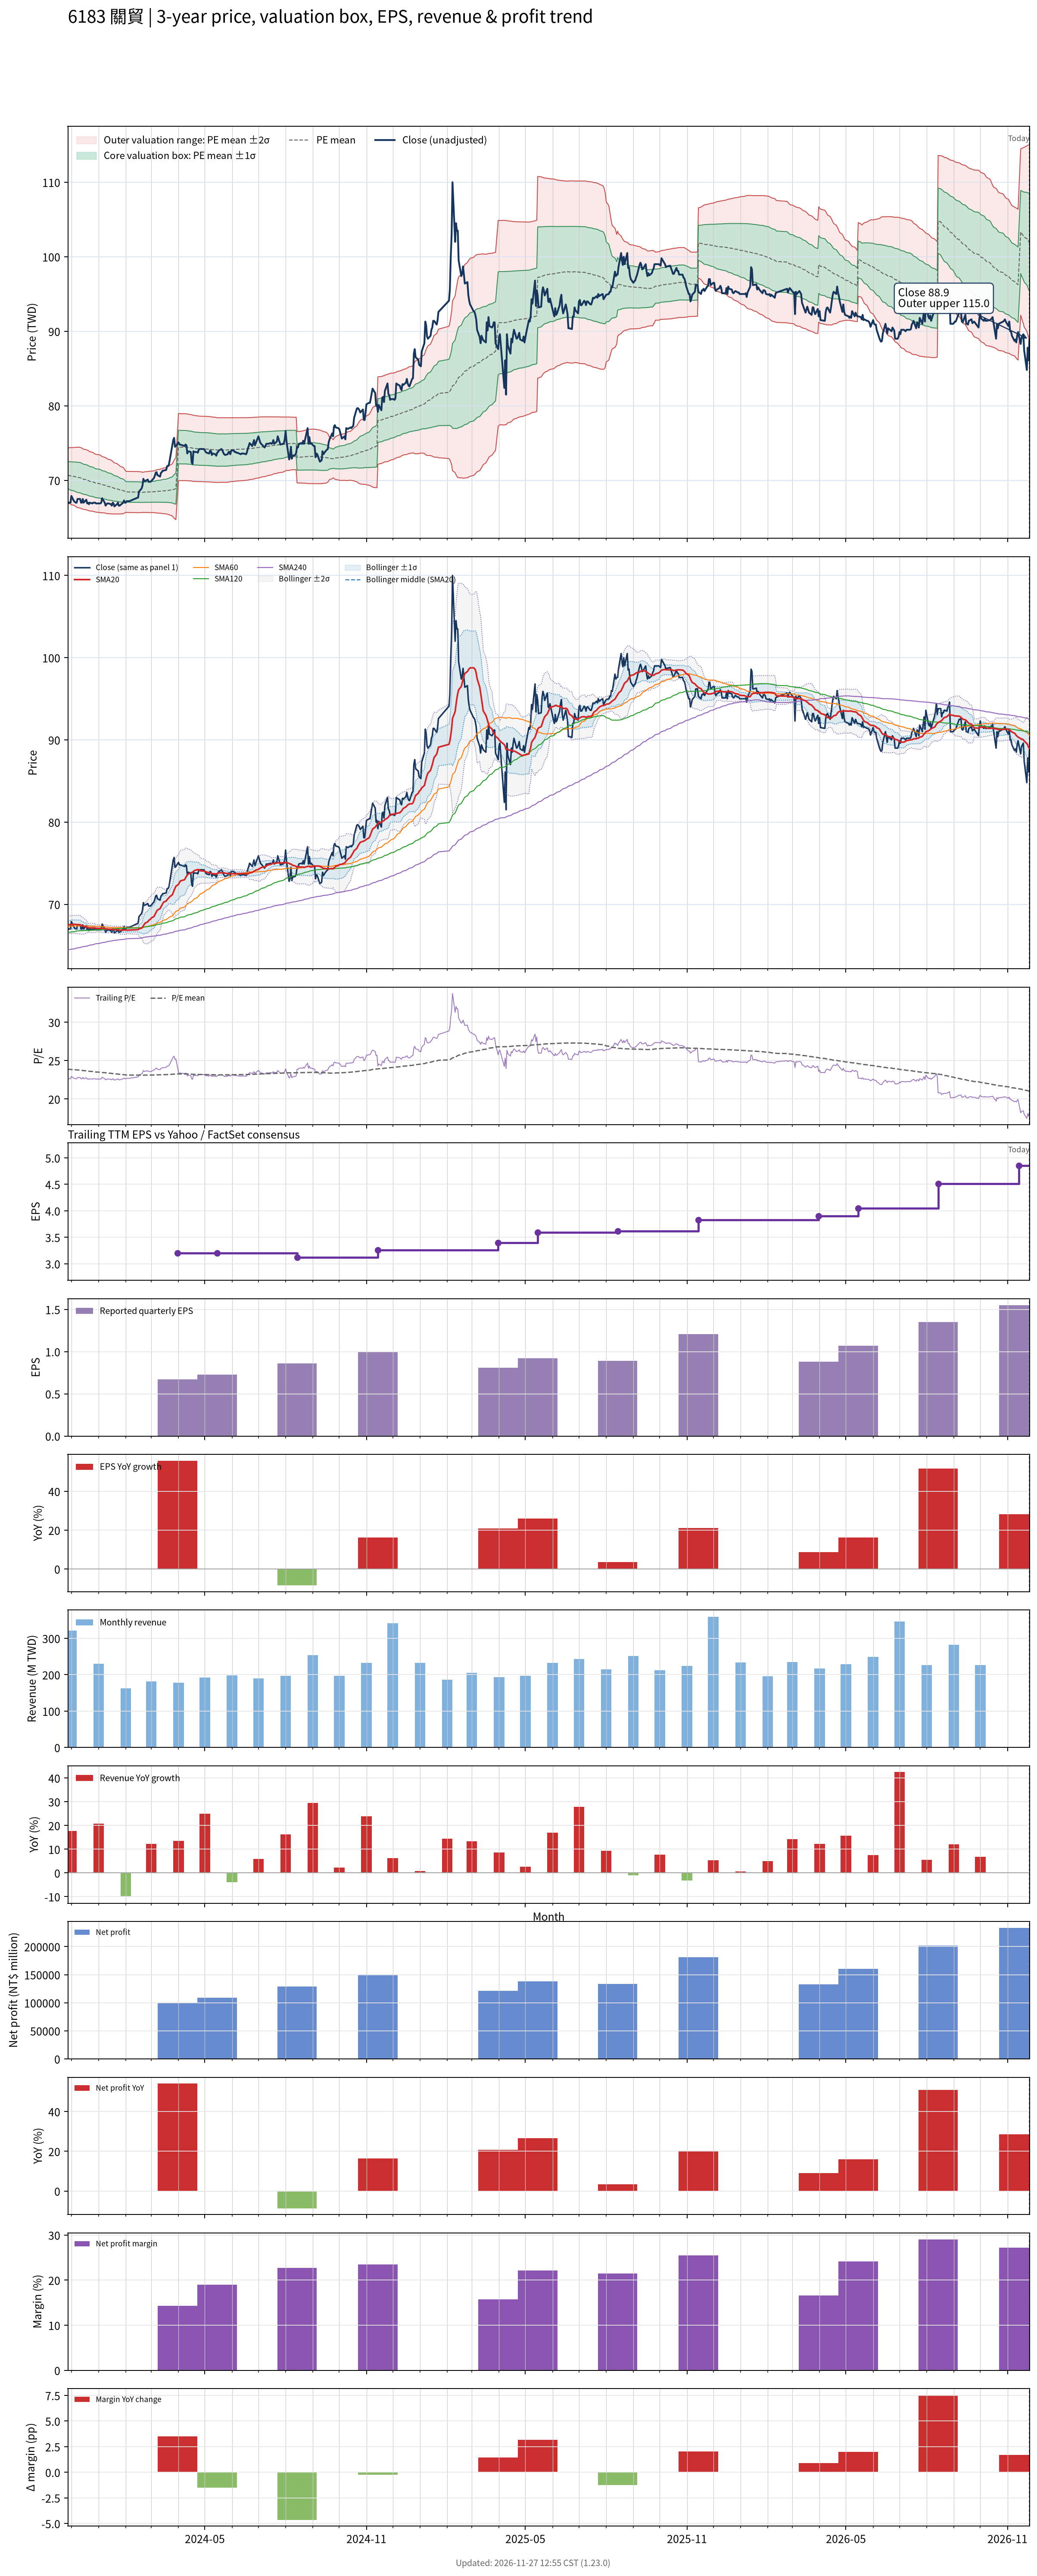 6183 關貿 | 3-year price, valuation box, EPS, revenue & profit trend
Outer valuation range: PE mean ±2σ
PE mean
Close (unadjusted)
Core valuation box: PE mean ±1σ
Today
110
100
90
80
70
Price (TWD)
Close 88.9
Outer upper 115.0
Close (same as panel 1)
SMA60
SMA240
Bollinger ±1σ
SMA20
SMA120
Bollinger ±2σ
Bollinger middle (SMA20)
110
100
90
80
70
Price
Trailing P/E
P/E mean
30
25
20
P/E
Trailing TTM EPS vs Yahoo / FactSet consensus
Today
5.0
4.5
4.0
3.5
3.0
EPS
Reported quarterly EPS
1.5
1.0
0.5
0.0
EPS
EPS YoY growth
40
20
0
YoY (%)
Monthly revenue
300
200
100
0
Revenue (M TWD)
Revenue YoY growth
40
30
20
10
0
-10
YoY (%)
Month
Net profit
200000
150000
100000
50000
0
Net profit (NT$ million)
Net profit YoY
40
20
0
YoY (%)
Net profit margin
30
20
10
0
Margin (%)
Margin YoY change
7.5
5.0
2.5
0.0
-2.5
-5.0
Δ margin (pp)
2024-05
2024-11
2025-05
2025-11
2026-05
2026-11
Updated: 2026-11-27 12:55 CST (1.23.0)